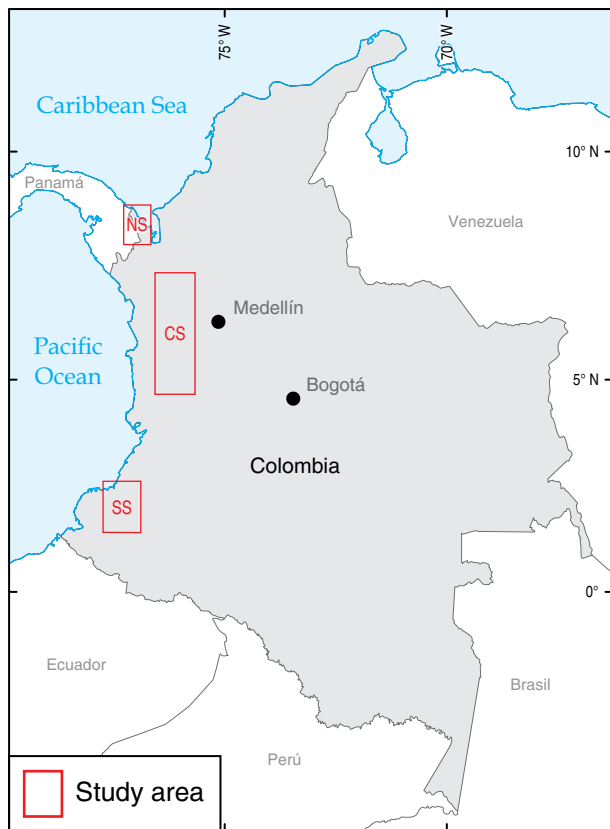 75° W
70° W
Caribbean Sea
10° N
Panamá
NS
Venezuela
Medellín
CS
Pacific
Ocean
5° N
Bogotá
Colombia
SS
0°
Ecuador
Brasil
Perú
Study area